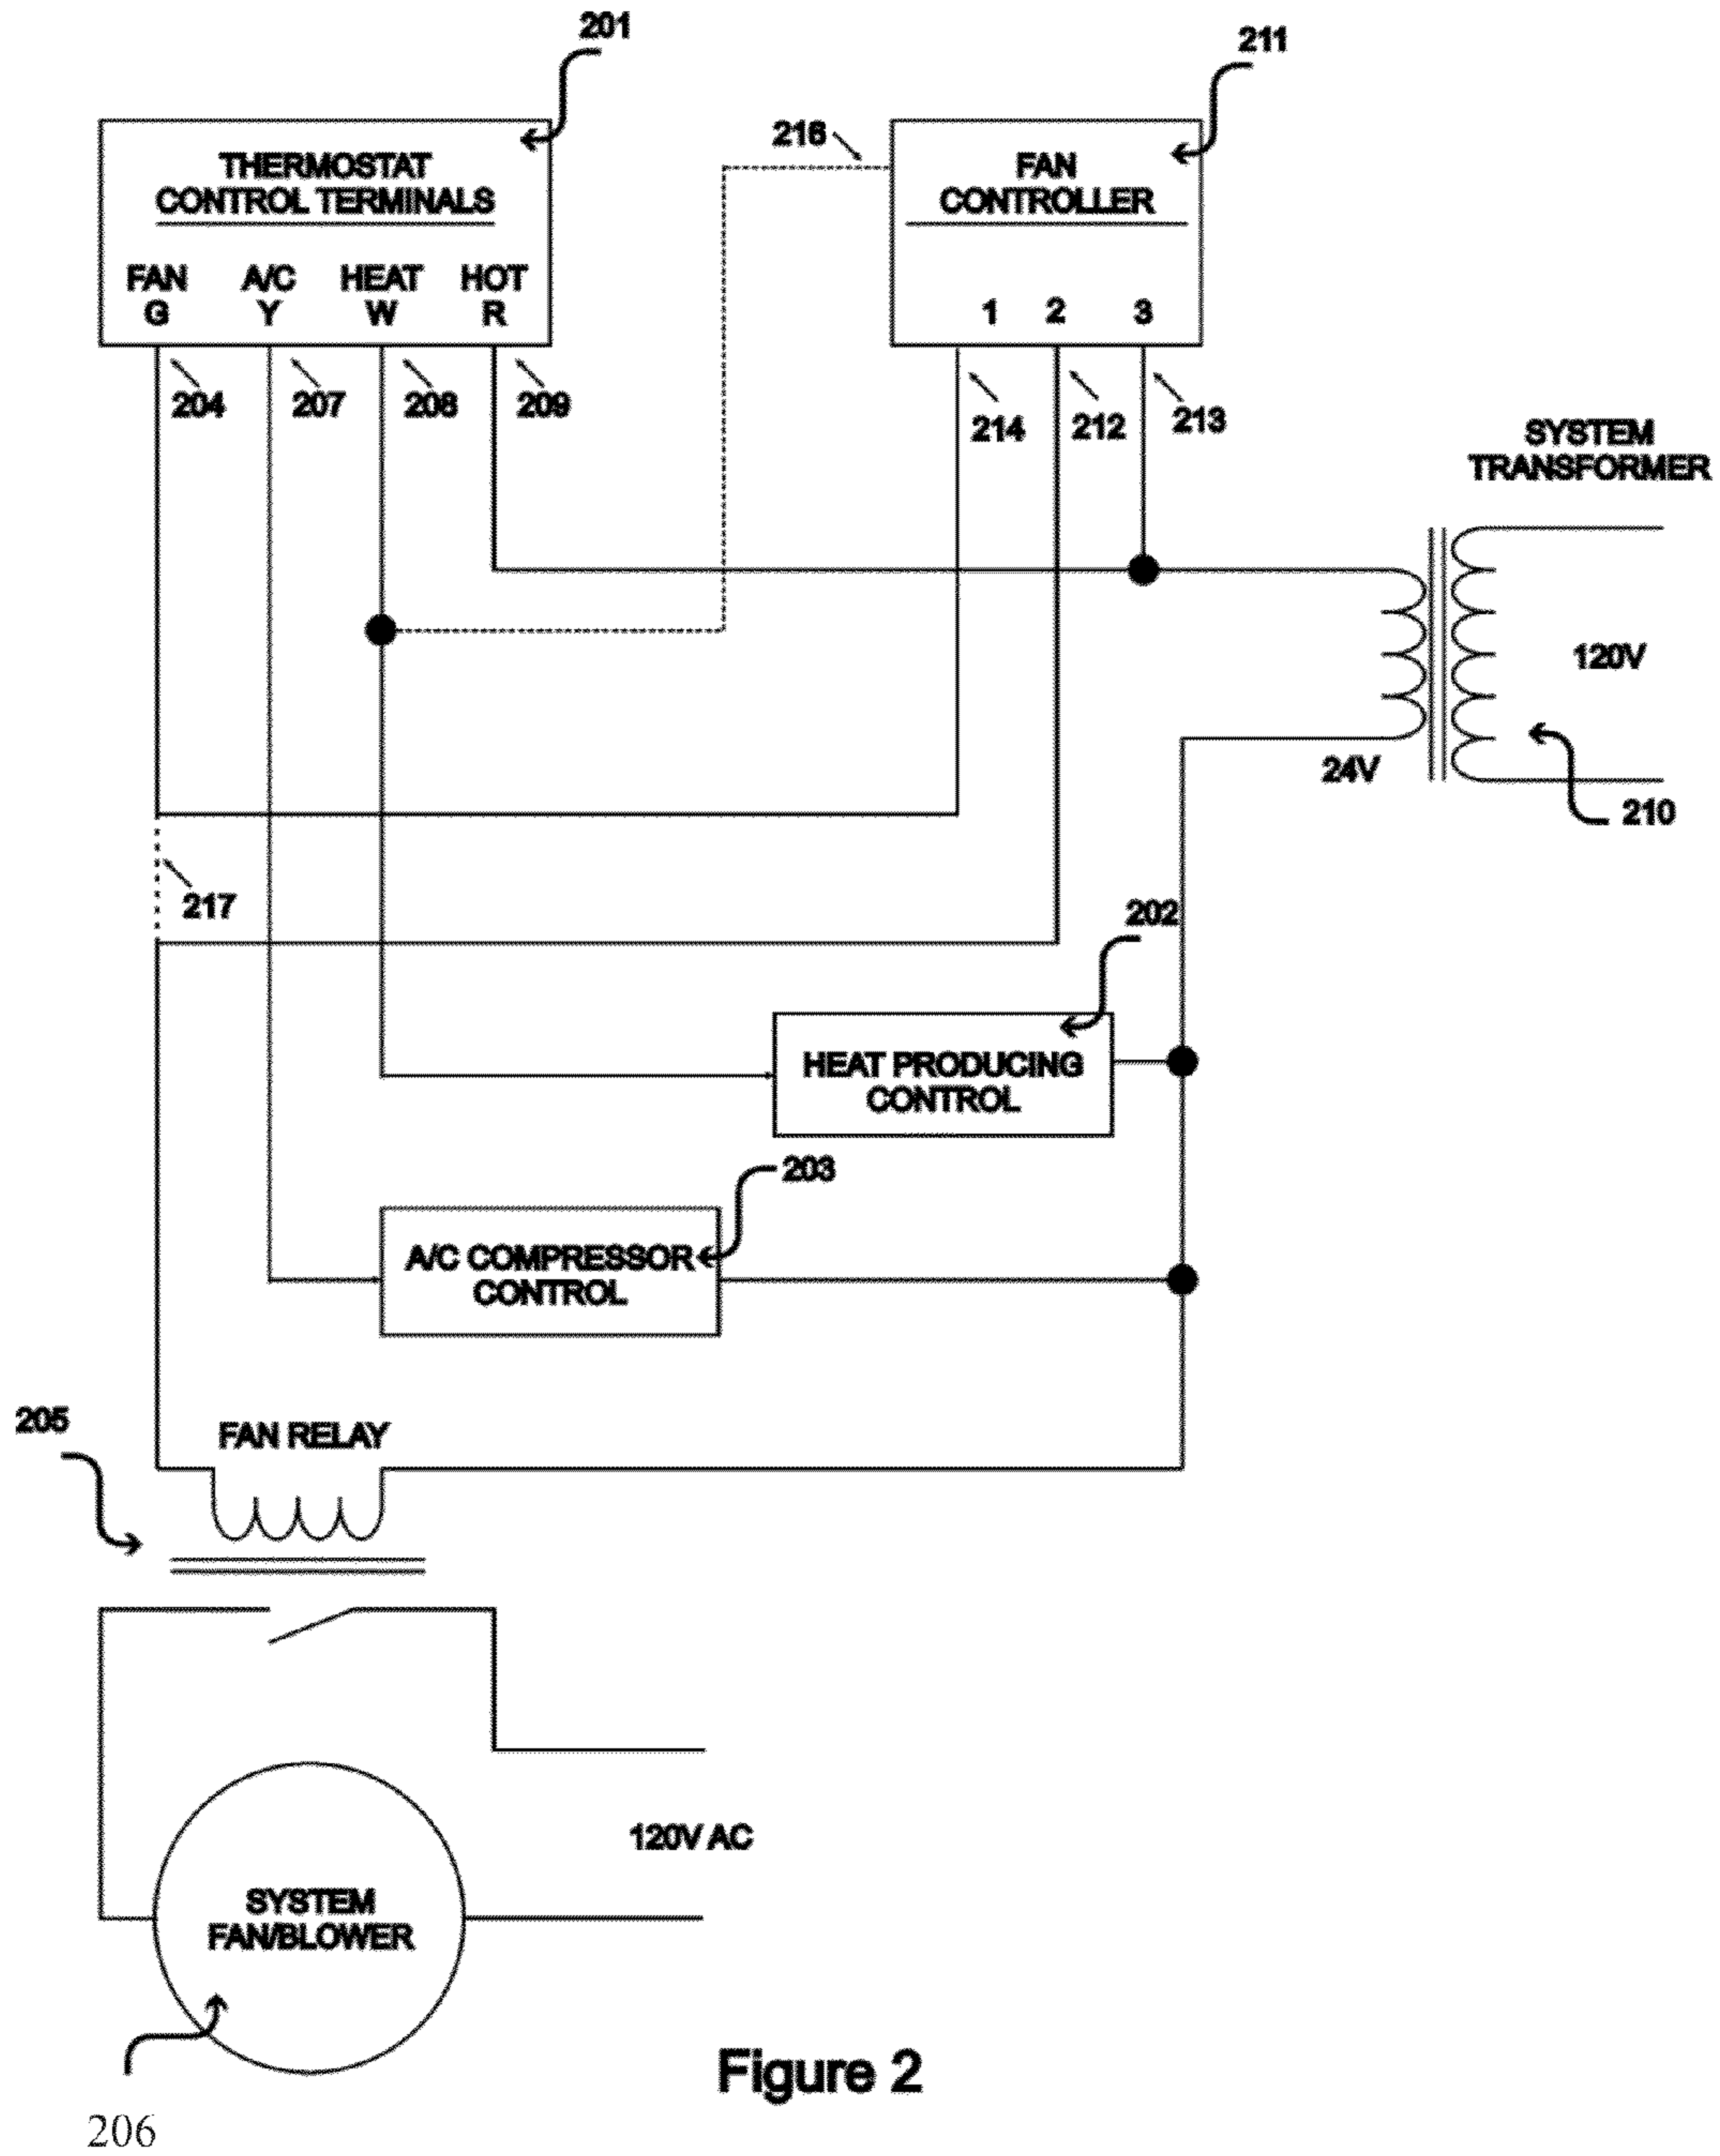 201
211
216
THERMOSTAT
CONTROL TERMINALS
FAN
CONTROLLER
FAN A/C HEAT HOT
G Y W R
1 2 3
204 207 208 209
214 212 213
SYSTEM
TRANSFORMER
120V
24V
210
217
202
HEAT PRODUCING
CONTROL
203
A/C COMPRESSOR
CONTROL
205
FAN RELAY
120V AC
SYSTEM
FAN/BLOWER
Figure 2
206